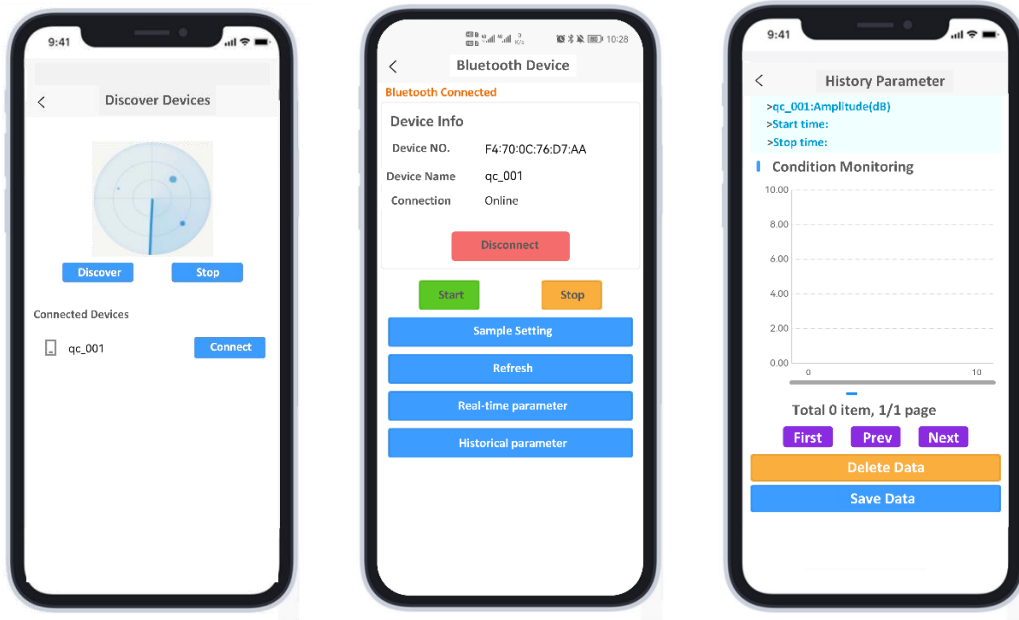 9:41
Discover Devices
Discover Stop
Connected Devices
qc_001 Connect
10:28
Bluetooth Device
Bluetooth Connected
Device Info
Device NO. F4:70:0C:76:D7:AA
Device Name qc_001
Connection Online
Disconnect
Start Stop
Sample Setting
Refresh
Real-time parameter
Historical parameter
9:41
History Parameter
>qc_001:Amplitude(dB)
>Start time:
>Stop time:
Condition Monitoring
10.00
8.00
6.00
4.00
2.00
0.00
0 10
Total 0 item, 1/1 page
First Prev Next
Delete Data
Save Data